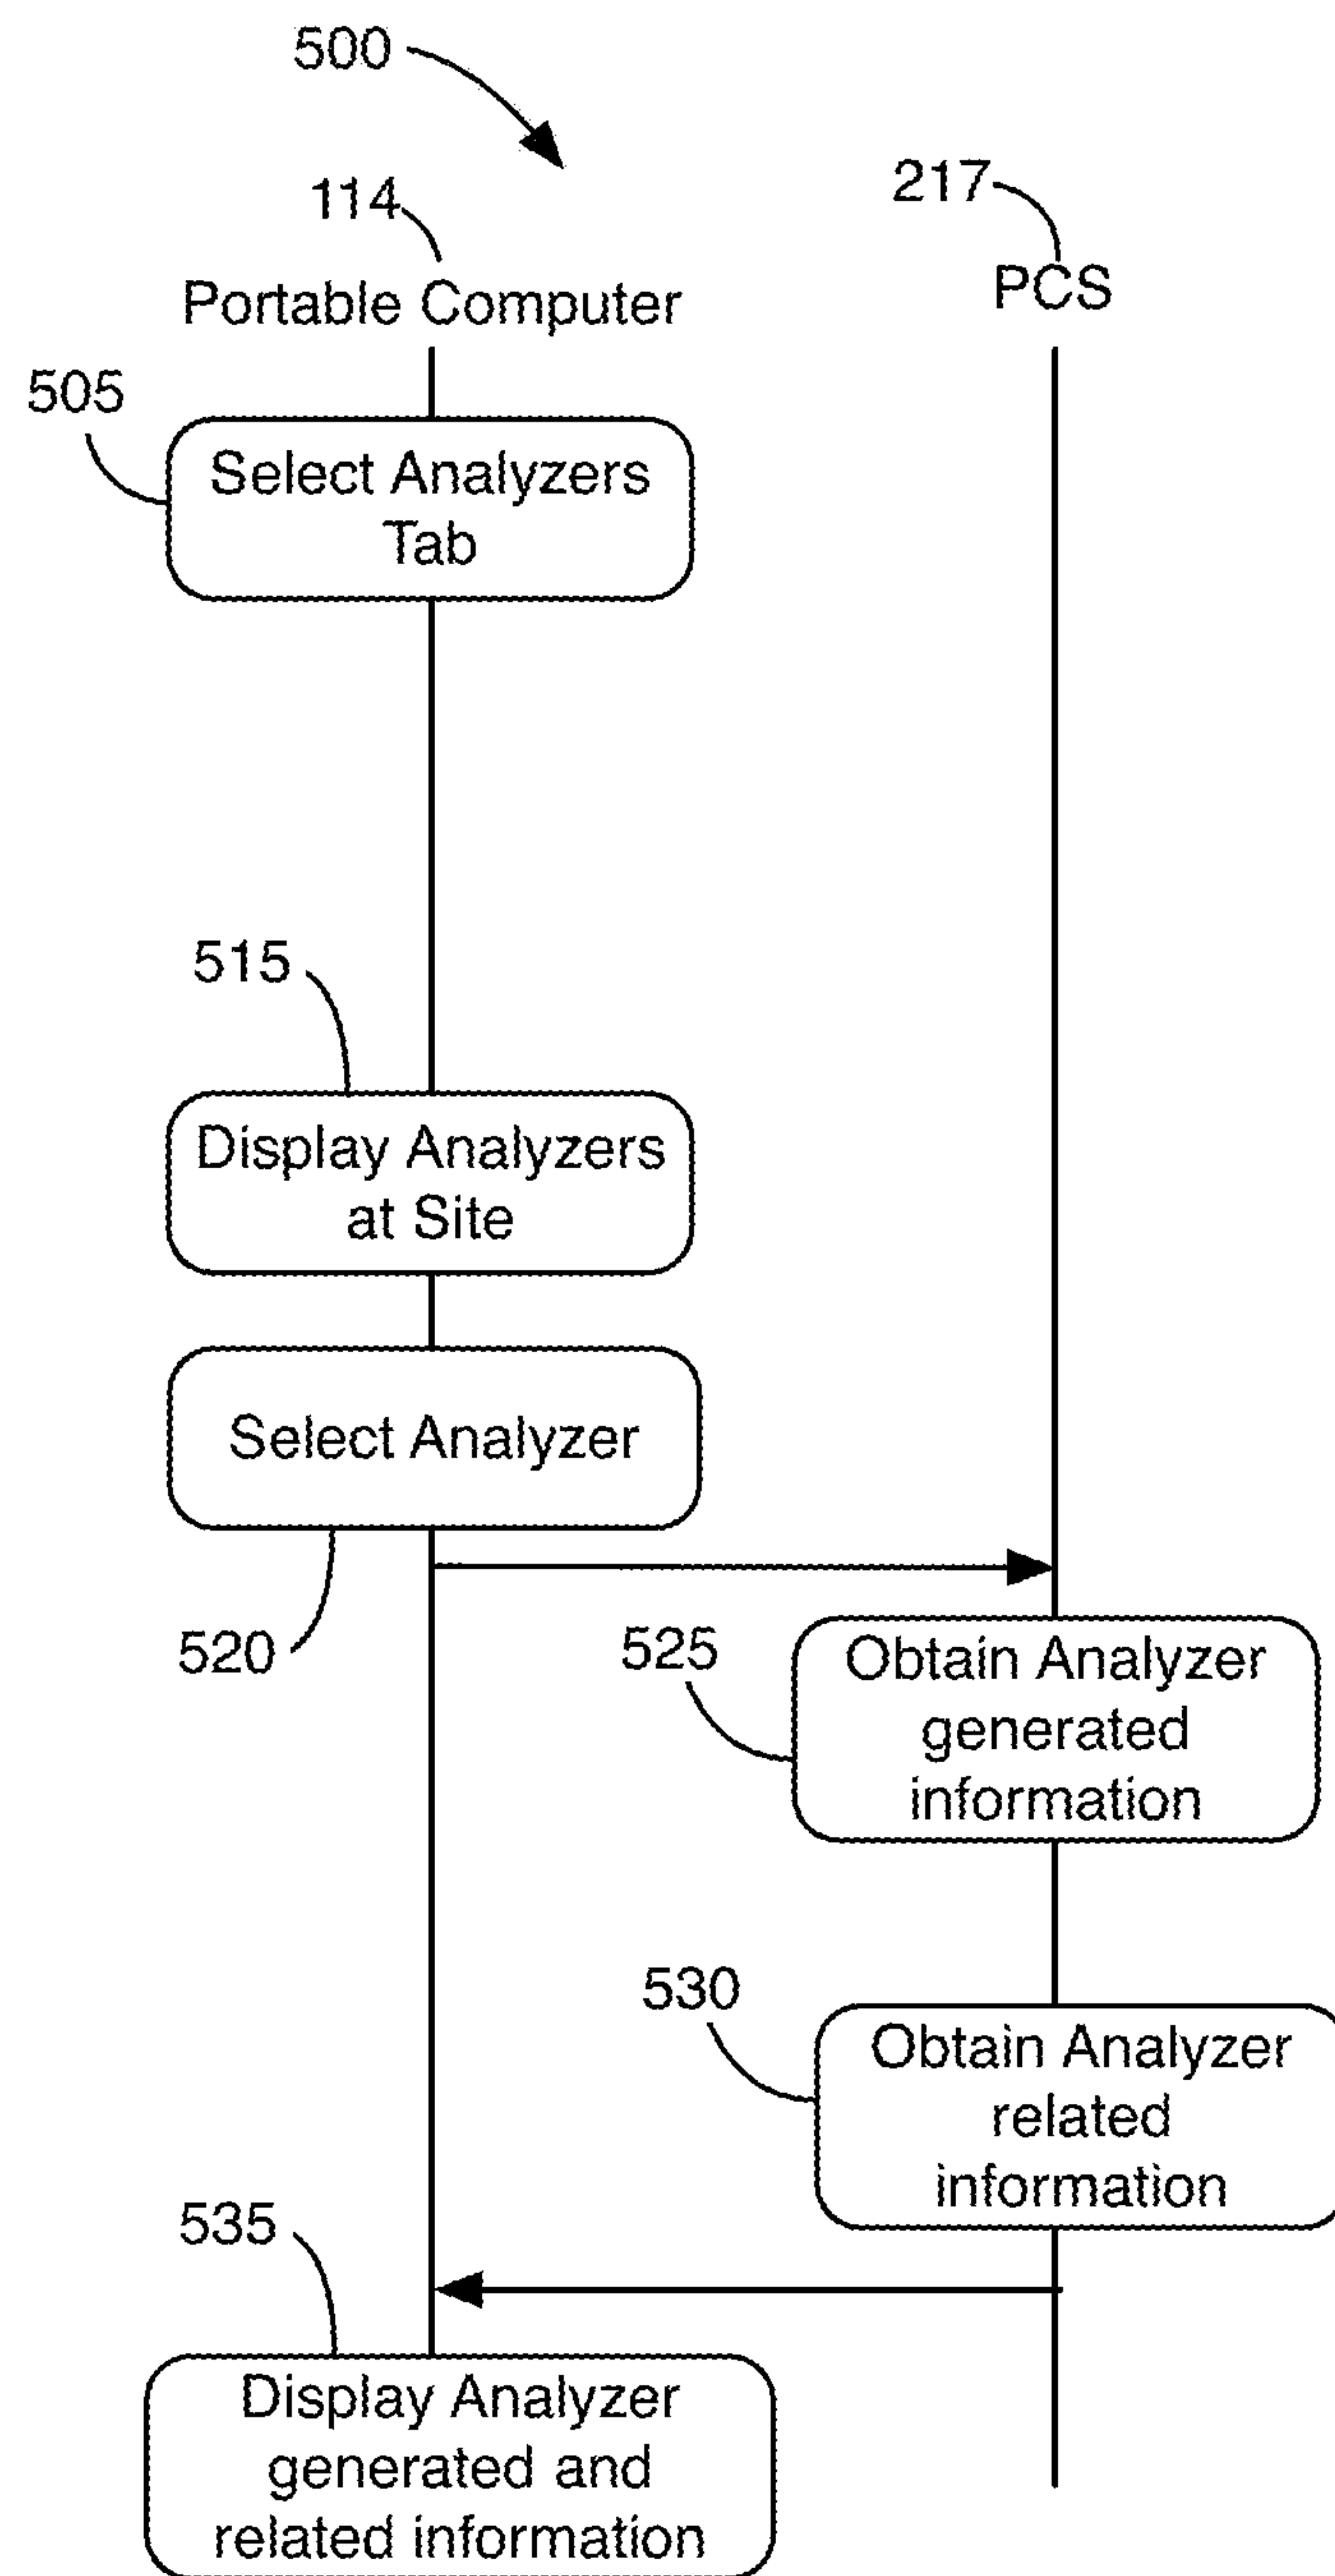 500
114
217
Portable Computer
PCS
505
Select Analyzers
Tab
515
Display Analyzers
at Site
Select Analyzer
520
525
Obtain Analyzer
generated
information
530
Obtain Analyzer
related
information
535
Display Analyzer
generated and
related information